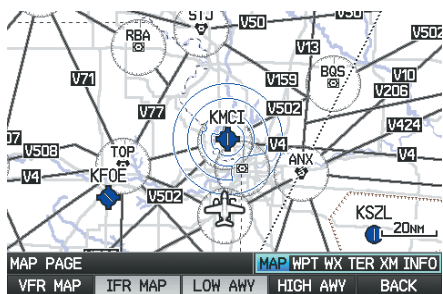 STJ
V50
V50
RBA
V502
V13
BQS
V71
V159
V10
V206
V77
V502
KMCI
V424
V508
TOP
V4
ANX
V4
V4
KFOE
V502
KSZL
20NM
MAP PAGE
MAP WPT WX TER XM INFO
VFR MAP IFR MAP LOW AWY HIGH AWY BACK